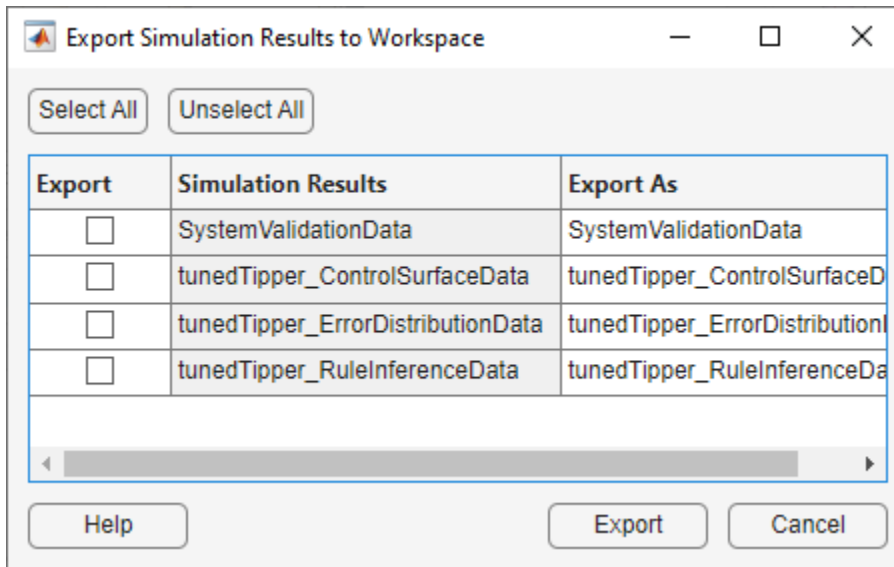 Export Simulation Results to Workspace
Select All Unselect All
Export Simulation Results Export As
SystemValidationData SystemValidationData
tunedTipper_ControlSurfaceData tunedTipper_ControlSurfaceD
tunedTipper_ErrorDistributionData tunedTipper_ErrorDistribution
tunedTipper_RuleInferenceData tunedTipper_RuleInferenceDa
Help Export Cancel